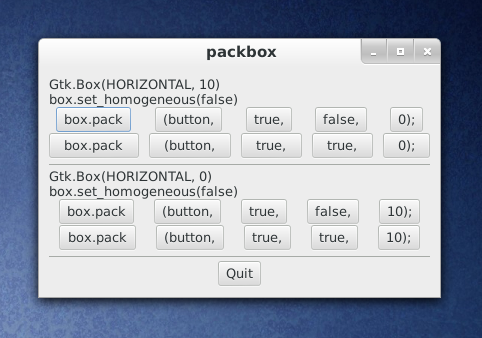 packbox
Gtk.Box(HORIZONTAL, 10)
box.set_homogeneous(false)
box.pack (button, true, false, 0);
box.pack (button, true, true, 0);
Gtk.Box(HORIZONTAL, 0)
box.set_homogeneous(false)
box.pack (button, true, false, 10);
box.pack (button, true, true, 10);
Quit